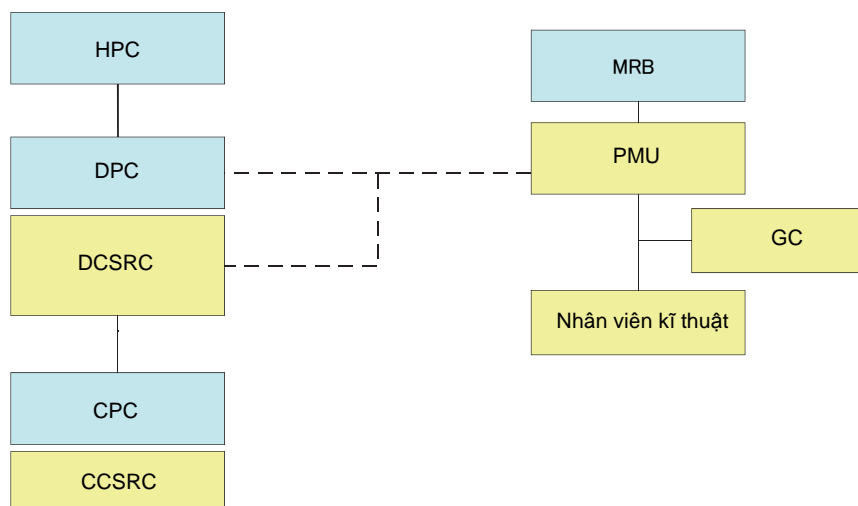 HPC
DPC
DCSRC
CPC
CCSRC
MRB
PMU
GC
Nhân viên kĩ thuật